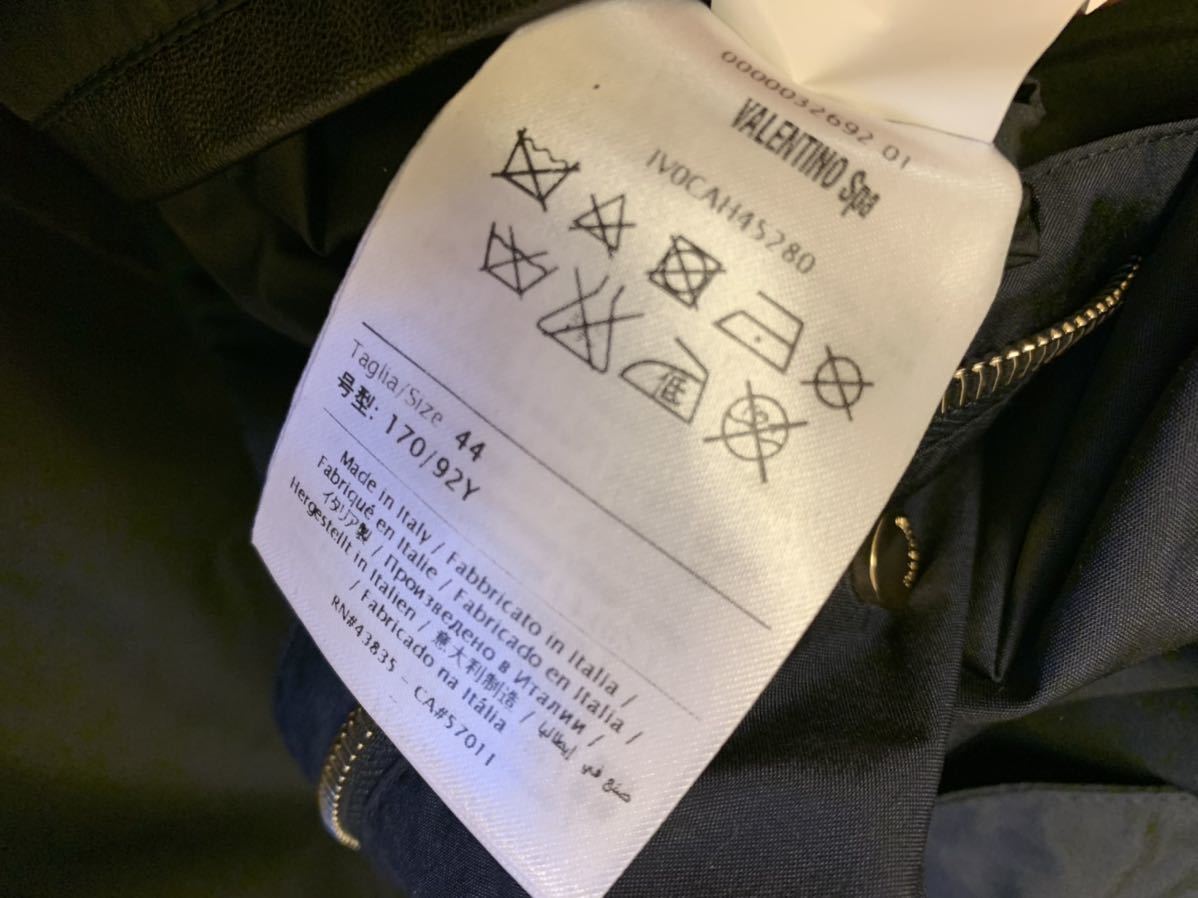 0000032692 01
VALENTINO Spa
IV0CAH45280
低
Taglia/Size 44
号型: 170/92Y
Made in Italy / Fabbricato in Italia /
Fabriqué en Italie / Fabricado en Italia /
イタリア製 / Произведено в Италии /
Hergestellt in Italien / 意大利制造 / صنع في إيطاليا
/ Fabricado na Itália
RN#43835 - CA#57011